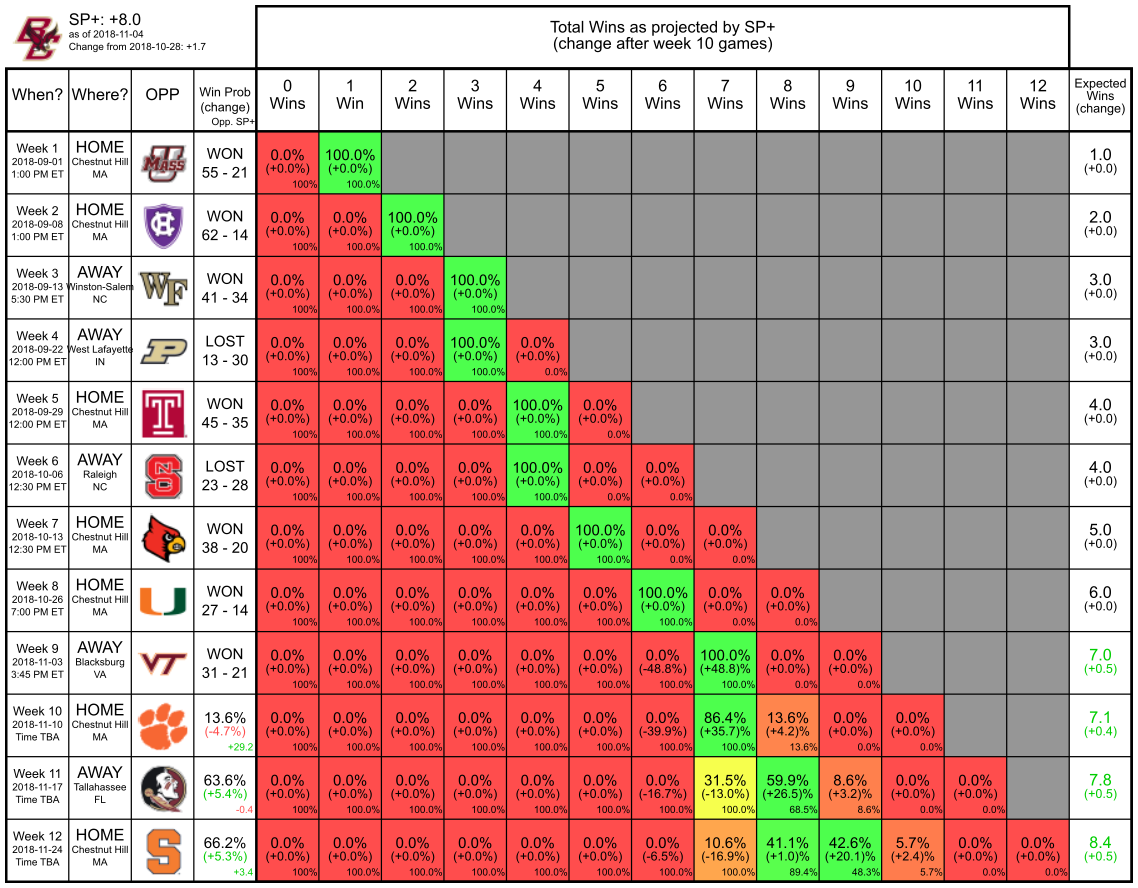 SP+: +8.0
as of 2018-11-04
Change from 2018-10-28: +1.7
Total Wins as projected by SP+
(change after week 10 games)
When? Where? OPP Win Prob (change) Opp. SP+ 0 Wins 1 Win 2 Wins 3 Wins 4 Wins 5 Wins 6 Wins 7 Wins 8 Wins 9 Wins 10 Wins 11 Wins 12 Wins Expected Wins (change)
Week 1 HOME WON 0.0% 100.0% 1.0
2018-09-01 Chestnut Hill MASS (+0.0%) (+0.0%) (+0.0)
1:00 PM ET MA 55 - 21 100% 100.0%
Week 2 HOME WON 0.0% 0.0% 100.0% 2.0
2018-09-08 Chestnut Hill (+0.0%) (+0.0%) (+0.0%) (+0.0)
1:00 PM ET MA 62 - 14 100% 100.0% 100.0%
Week 3 AWAY WON 0.0% 0.0% 0.0% 100.0% 3.0
2018-09-13 Winston-Salem WF (+0.0%) (+0.0%) (+0.0%) (+0.0%) (+0.0)
5:30 PM ET NC 41 - 34 100% 100.0% 100.0% 100.0%
Week 4 AWAY LOST 0.0% 0.0% 0.0% 100.0% 0.0% 3.0
2018-09-22 West Lafayette P (+0.0%) (+0.0%) (+0.0%) (+0.0%) (+0.0%) (+0.0)
12:00 PM ET IN 13 - 30 100% 100.0% 100.0% 100.0% 0.0%
Week 5 HOME WON 0.0% 0.0% 0.0% 0.0% 100.0% 0.0% 4.0
2018-09-29 Chestnut Hill T (+0.0%) (+0.0%) (+0.0%) (+0.0%) (+0.0%) (+0.0%) (+0.0)
12:00 PM ET MA 45 - 35 100% 100.0% 100.0% 100.0% 100.0% 0.0%
Week 6 AWAY LOST 0.0% 0.0% 0.0% 0.0% 100.0% 0.0% 0.0% 4.0
2018-10-06 Raleigh S (+0.0%) (+0.0%) (+0.0%) (+0.0%) (+0.0%) (+0.0%) (+0.0%) (+0.0)
12:30 PM ET NC 23 - 28 100% 100.0% 100.0% 100.0% 100.0% 0.0% 0.0%
Week 7 HOME WON 0.0% 0.0% 0.0% 0.0% 0.0% 100.0% 0.0% 0.0% 5.0
2018-10-13 Chestnut Hill (+0.0%) (+0.0%) (+0.0%) (+0.0%) (+0.0%) (+0.0%) (+0.0%) (+0.0%) (+0.0)
12:30 PM ET MA 38 - 20 100% 100.0% 100.0% 100.0% 100.0% 100.0% 0.0% 0.0%
Week 8 HOME WON 0.0% 0.0% 0.0% 0.0% 0.0% 0.0% 100.0% 0.0% 0.0% 6.0
2018-10-26 Chestnut Hill U (+0.0%) (+0.0%) (+0.0%) (+0.0%) (+0.0%) (+0.0%) (+0.0%) (+0.0%) (+0.0%) (+0.0)
7:00 PM ET MA 27 - 14 100% 100.0% 100.0% 100.0% 100.0% 100.0% 100.0% 0.0% 0.0%
Week 9 AWAY WON 0.0% 0.0% 0.0% 0.0% 0.0% 0.0% 0.0% 100.0% 0.0% 0.0% 7.0
2018-11-03 Blacksburg VT (+0.0%) (+0.0%) (+0.0%) (+0.0%) (+0.0%) (+0.0%) (-48.8%) (+48.8)% (+0.0%) (+0.0%) (+0.5)
3:45 PM ET VA 31 - 21 100% 100.0% 100.0% 100.0% 100.0% 100.0% 100.0% 100.0% 0.0% 0.0%
Week 10 HOME 13.6% 0.0% 0.0% 0.0% 0.0% 0.0% 0.0% 0.0% 86.4% 13.6% 0.0% 0.0% 7.1
2018-11-10 Chestnut Hill (-4.7%) (+0.0%) (+0.0%) (+0.0%) (+0.0%) (+0.0%) (+0.0%) (-39.9%) (+35.7)% (+4.2)% (+0.0%) (+0.0%) (+0.4)
Time TBA MA +29.2 100% 100.0% 100.0% 100.0% 100.0% 100.0% 100.0% 100.0% 13.6% 0.0% 0.0%
Week 11 AWAY 63.6% 0.0% 0.0% 0.0% 0.0% 0.0% 0.0% 0.0% 31.5% 59.9% 8.6% 0.0% 0.0% 7.8
2018-11-17 Tallahassee (+5.4%) (+0.0%) (+0.0%) (+0.0%) (+0.0%) (+0.0%) (+0.0%) (-16.7%) (-13.0%) (+26.5)% (+3.2)% (+0.0%) (+0.0%) (+0.5)
Time TBA FL -0.4 100% 100.0% 100.0% 100.0% 100.0% 100.0% 100.0% 100.0% 68.5% 8.6% 0.0% 0.0%
Week 12 HOME 66.2% 0.0% 0.0% 0.0% 0.0% 0.0% 0.0% 0.0% 10.6% 41.1% 42.6% 5.7% 0.0% 0.0% 8.4
2018-11-24 Chestnut Hill S (+5.3%) (+0.0%) (+0.0%) (+0.0%) (+0.0%) (+0.0%) (+0.0%) (-6.5%) (-16.9%) (+1.0)% (+20.1)% (+2.4)% (+0.0%) (+0.0%) (+0.5)
Time TBA MA +3.4 100% 100.0% 100.0% 100.0% 100.0% 100.0% 100.0% 100.0% 89.4% 48.3% 5.7% 0.0% 0.0%